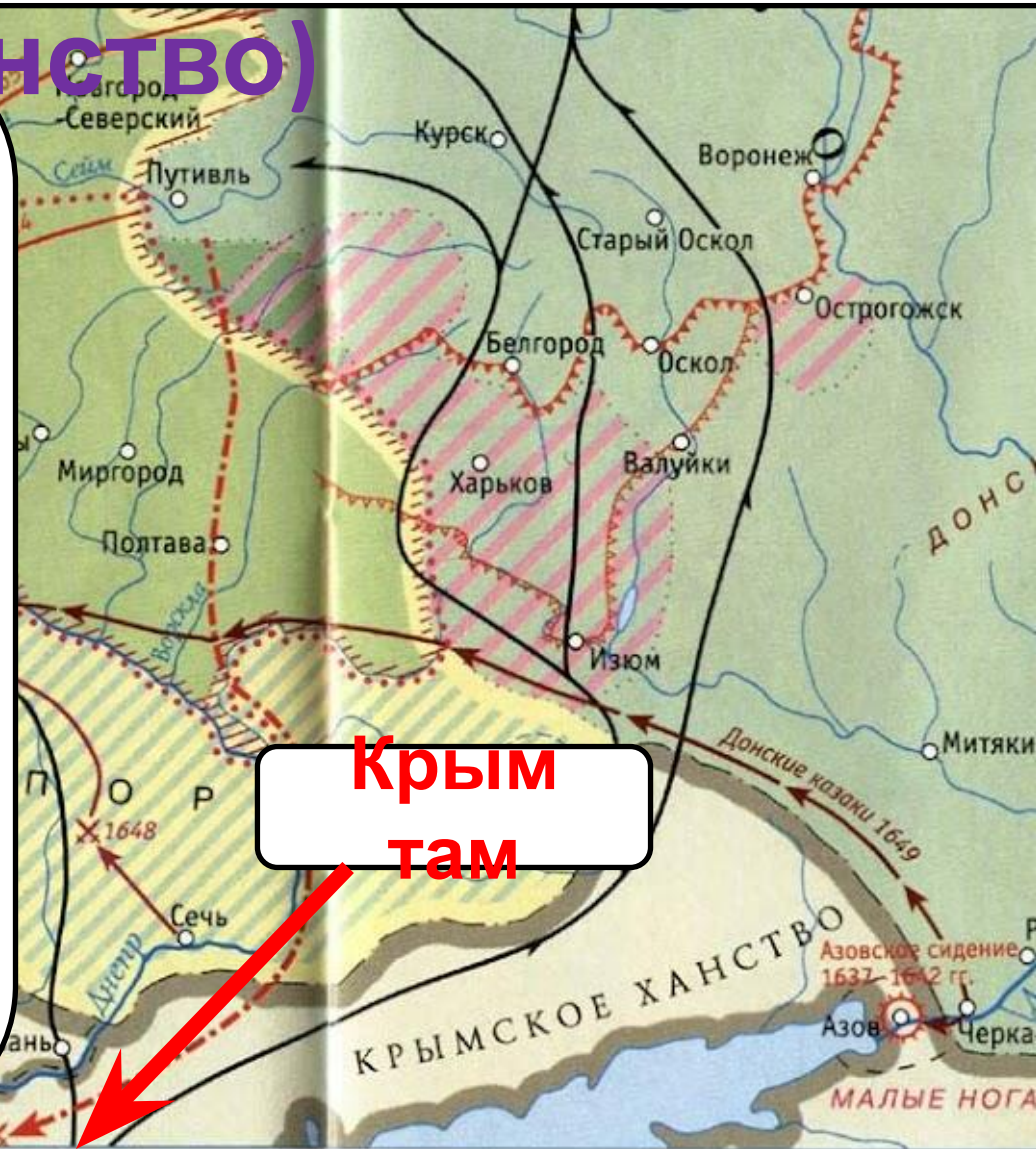 нство)
Новгород
-Северский
Сейм
Путивль
Курск
Воронеж
Старый Оскол
Острогожск
Белгород
Оскол
4
ы
Миргород
Харьков
Валуйки
ДОНС
Полтава
Ворскла
Изюм
Крым
там
Донские казаки 1649
Митяки
П О Р
1648
Сечь
Днепр
КРЫМСКОЕ ХАНСТВО
Азовское сидение
1637–1642 гг.
Азов
Черка
ань
МАЛЫЕ НОГА